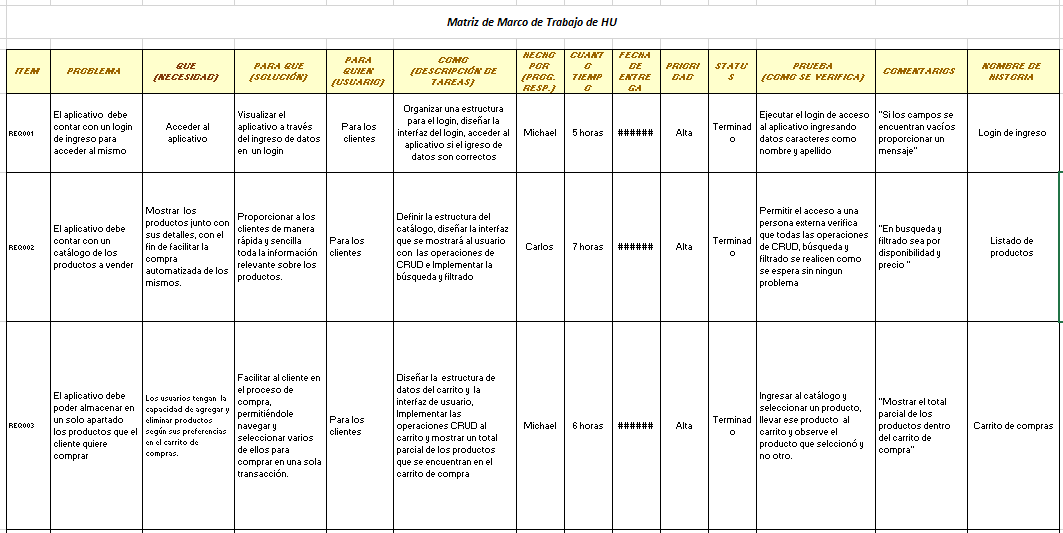 Matriz de Marco de Trabajo de HU
ITEM
PROBLEMA
QUE
(NECESIDAD)
PARA QUE
(SOLUCIÓN)
PARA
QUIEN
(USUARIO)
COMO
(DESCRIPCIÓN DE
TAREAS)
HECHO
POR
(PROG.
RESP.)
CUANT
O
TIEMP
O
FECHA
DE
ENTRE
GA
PRIORI
DAD
STATU
S
PRUEBA
(COMO SE VERIFICA)
COMENTARIOS
NOMBRE DE
HISTORIA
REQ001
El aplicativo debe
contar con un login
de ingreso para
acceder al mismo
Acceder al
aplicativo
Visualizar el
aplicativo a través
del ingreso de datos
en un login
Para los
clientes
Organizar una estructura
para el login, diseñar la
interfaz del login, acceder al
aplicativo si el igreso de
datos son correctos
Michael
5 horas
######
Alta
Terminad
o
Ejecutar el login de acceso
al aplicativo ingresando
datos caracteres como
nombre y apellido
"Si los campos se
encuentran vacíos
proporcionar un
mensaje"
Login de ingreso
REQ002
El aplicativo debe
contar con un
catálogo de los
productos a vender
Mostrar los
productos junto con
sus detalles, con el
fin de facilitar la
compra
automatizada de los
mismos.
Proporcionar a los
clientes de manera
rápida y sencilla
toda la información
relevante sobre los
productos.
Para los
clientes
Definir la estructura del
catálogo, diseñar la interfaz
que se mostrará al usuario
con las operaciones de
CRUD e Implementar la
búsqueda y filtrado
Carlos
7 horas
######
Alta
Terminad
o
Permitir el acceso a una
persona externa verifica
que todas las operaciones
de CRUD, búsqueda y
filtrado se realicen como
se espera sin ningun
problema
"En busqueda y
filtrado sea por
disponibilidad y
precio "
Listado de
productos
REQ003
El aplicativo debe
poder almacenar en
un solo apartado
los productos que el
cliente quiere
comprar
Los usuarios tengan la
capacidad de agregar y
eliminar productos
según sus preferencias
en el carrito de
compras.
Facilitar al cliente en
el proceso de
compra,
permitiéndole
navegar y
seleccionar varios
de ellos para
comprar en una sola
transacción.
Para los
clientes
Diseñar la estructura de
datos del carrito y la
interfaz de usuario,
Implementar las
operaciones CRUD al
carrito y mostrar un total
parcial de los productos
que se encuentran en el
carrito de compra
Michael
6 horas
######
Alta
Terminad
o
Ingresar al catálogo y
seleccionar un producto,
llevar ese producto al
carrito y observe el
producto que selccionó y
no otro.
"Mostrar el total
parcial de los
productos dentro
del carrito de
compra"
Carrito de compras